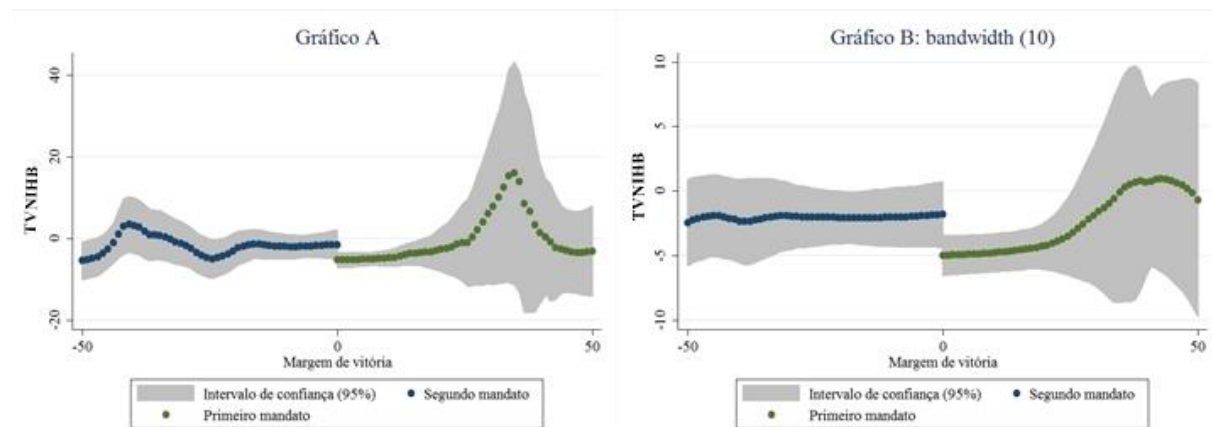 Gráfico A
TVNIHB
40
20
0
-20
-50
0
50
Margem de vitória
Intervalo de confiança (95%)
Segundo mandato
Primeiro mandato
Gráfico B: bandwidth (10)
TVNIHB
10
5
0
-5
-10
-50
0
50
Margem de vitória
Intervalo de confiança (95%)
Segundo mandato
Primeiro mandato